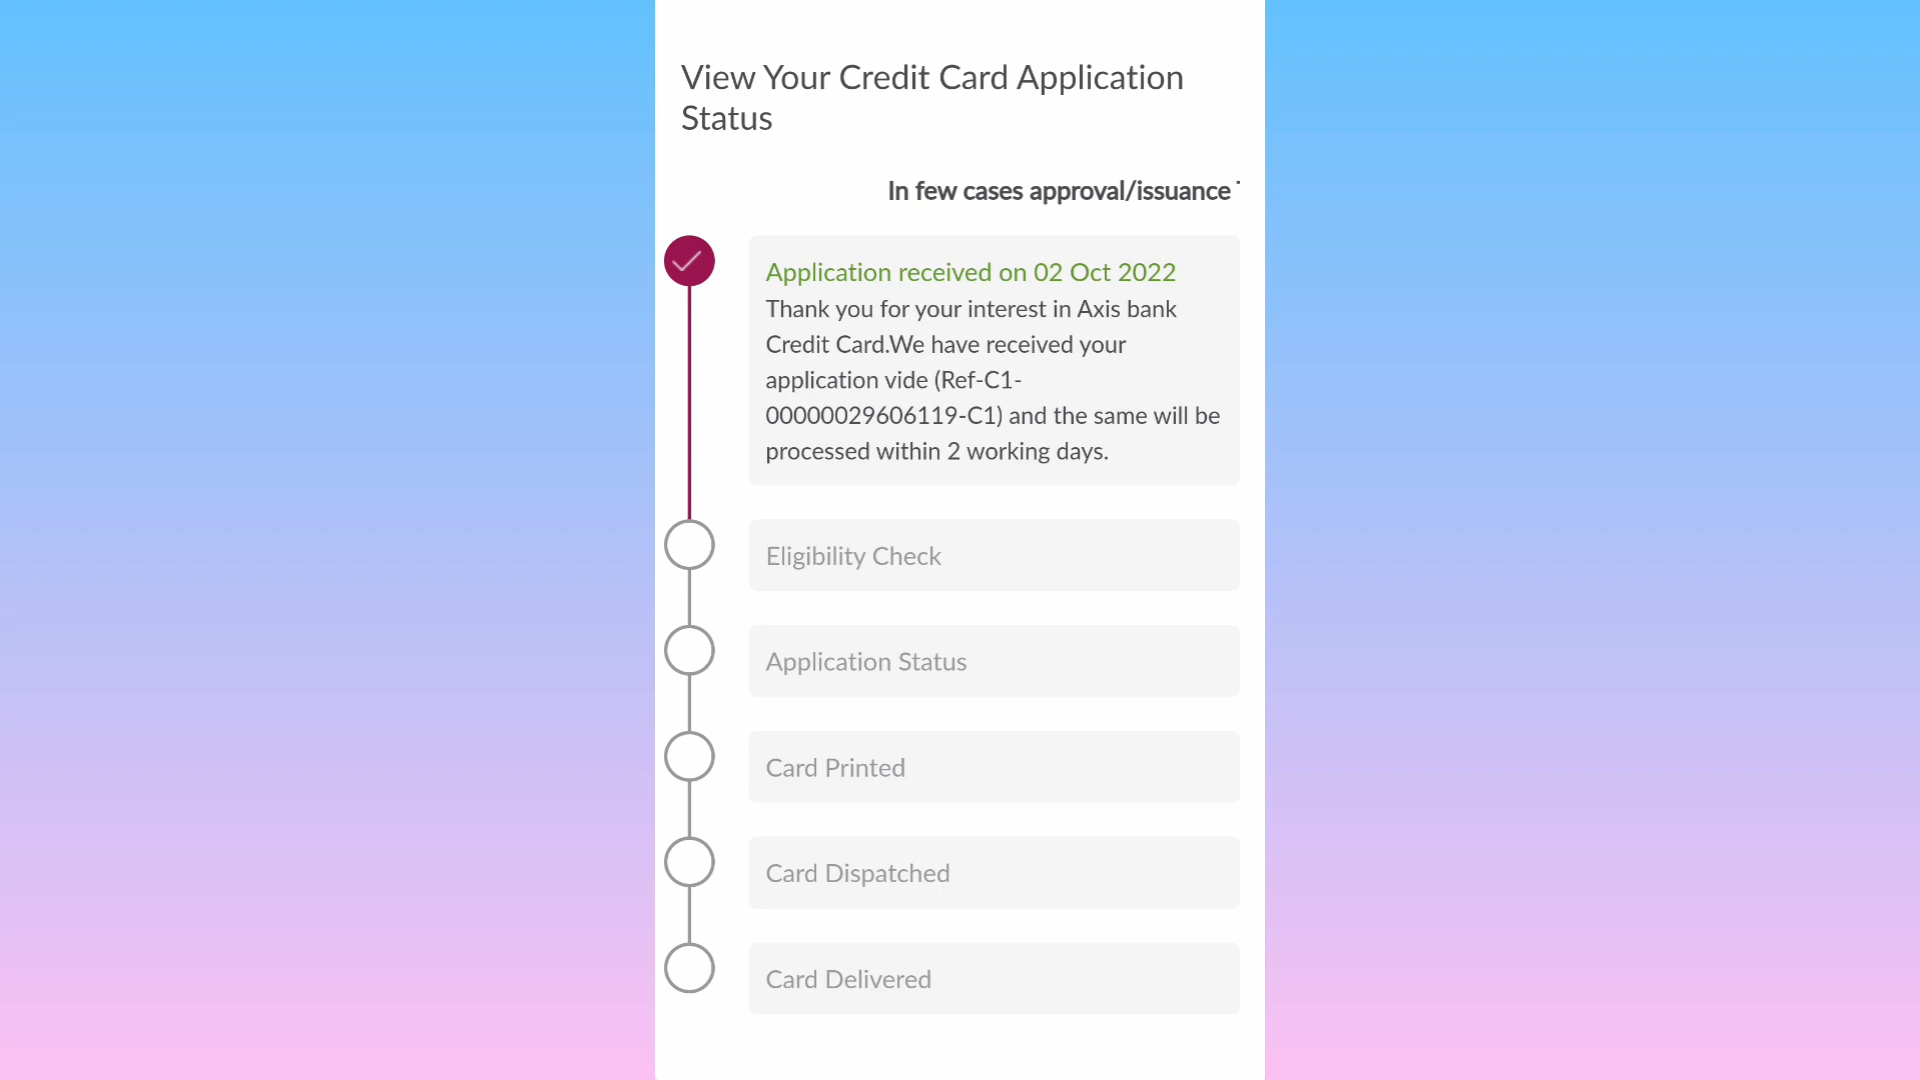 View Your Credit Card Application
Status
In few cases approval/issuance
Application received on 02 Oct 2022
Thank you for your interest in Axis bank
Credit Card.We have received your
application vide (Ref-C1-
00000029606119-C1) and the same will be
processed within 2 working days.
Eligibility Check
Application Status
Card Printed
Card Dispatched
Card Delivered